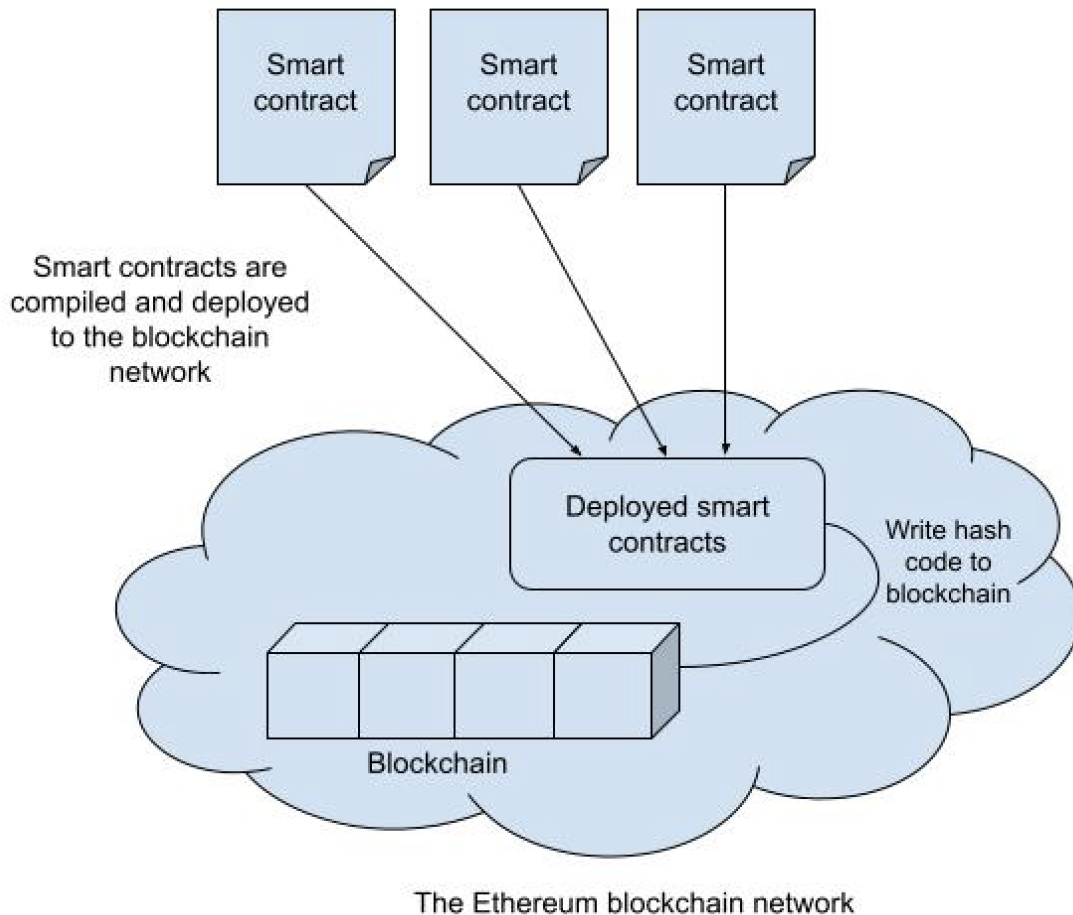 Smart
contract
Smart
contract
Smart
contract
Smart contracts are
compiled and deployed
to the blockchain
network
Deployed smart
contracts
Write hash
code to
blockchain
Blockchain
The Ethereum blockchain network